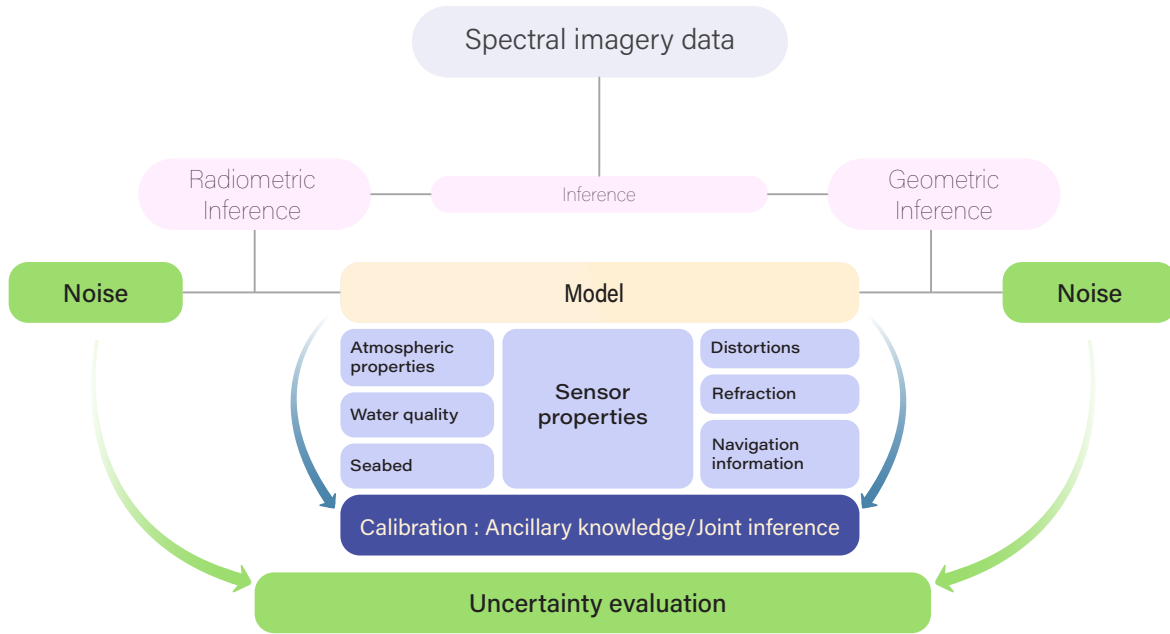 Spectral imagery data
Radiometric
Inference
Inference
Geometric
Inference
Noise
Model
Noise
Atmospheric
properties
Water quality
Seabed
Sensor
properties
Distortions
Refraction
Navigation
information
Calibration : Ancillary knowledge/Joint inference
Uncertainty evaluation